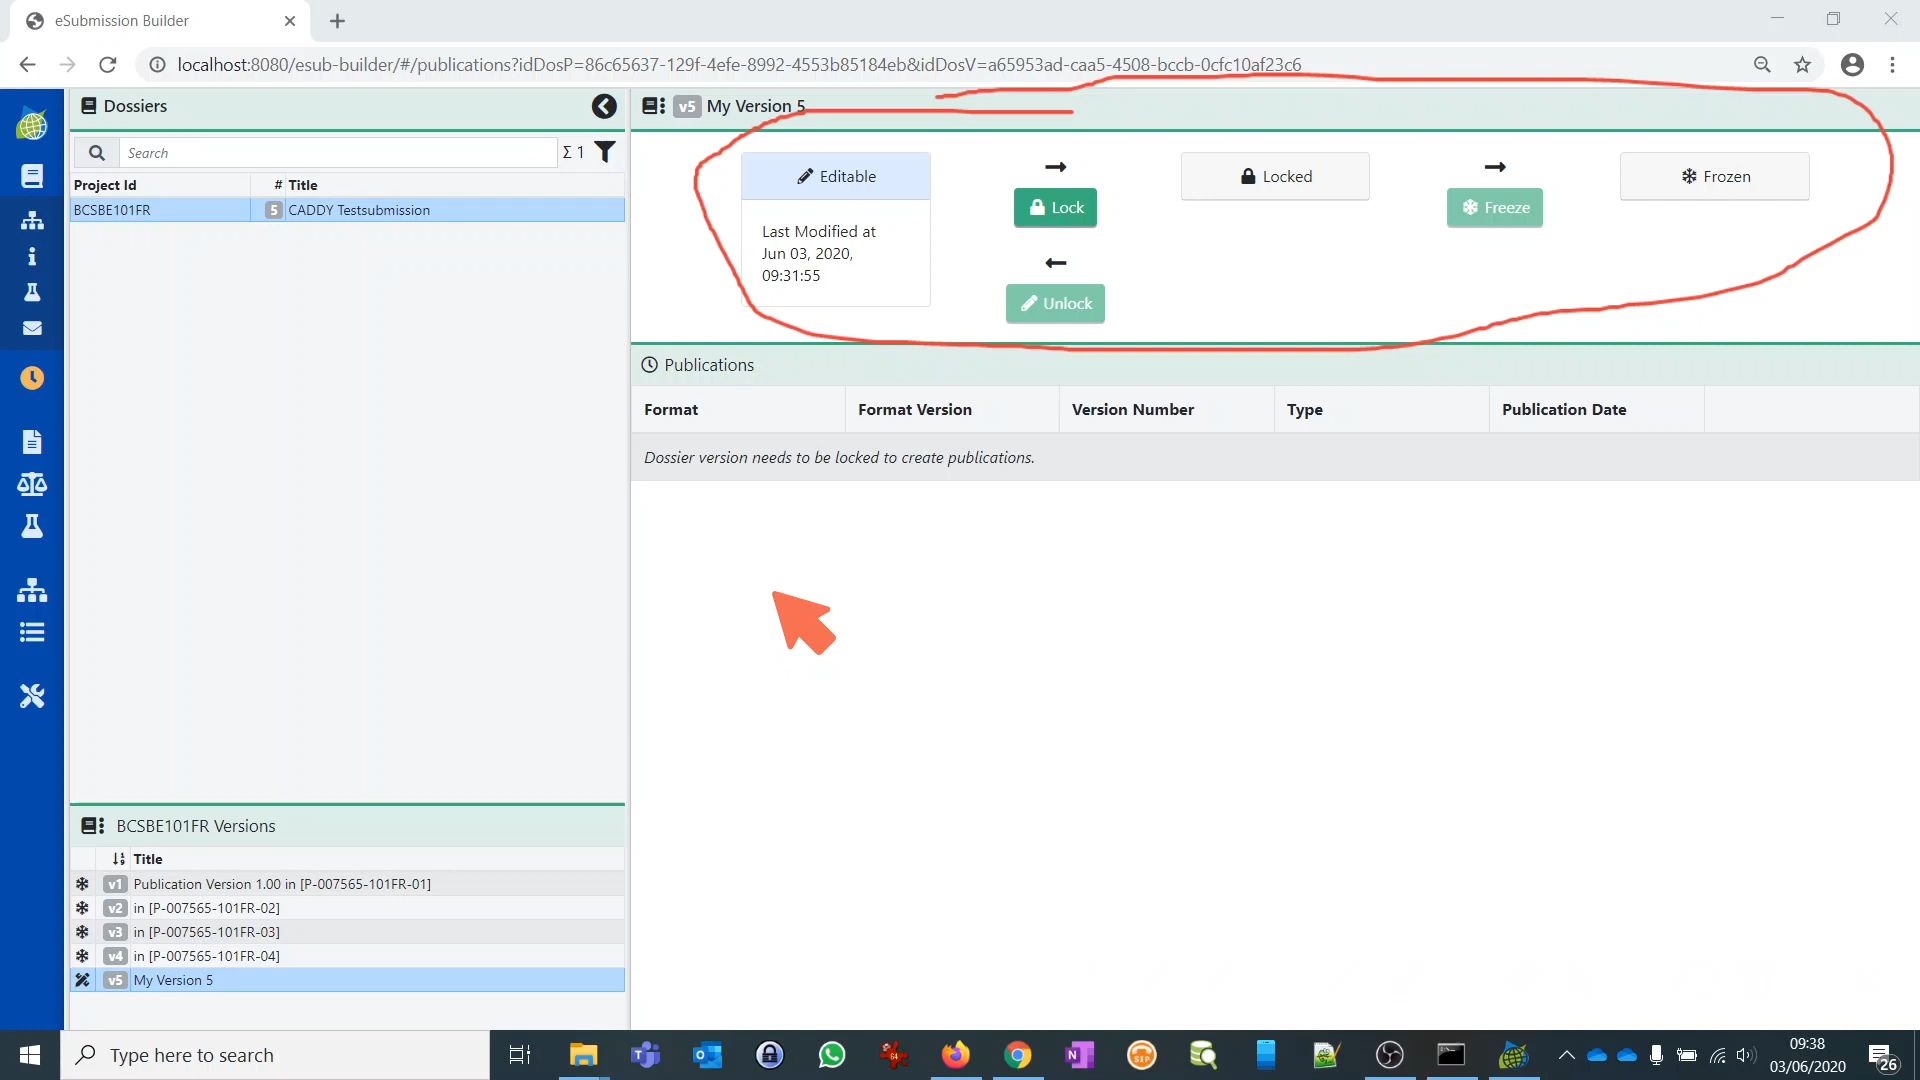 eSubmission Builder
localhost:8080/esub-builder/#/publications?idDosP=86c65637-129f-4efe-8992-4553b85184eb&idDosV=a65953ad-caa5-4508-bccb-0cfc10af23c6
Dossiers
Search
Σ 1
Project Id # Title
BCSBE101FR 5 CADDY Testsubmission
v5 My Version 5
Editable
Last Modified at
Jun 03, 2020,
09:31:55
Lock
Unlock
Locked
Freeze
Frozen
Publications
Format Format Version Version Number Type Publication Date
Dossier version needs to be locked to create publications.
BCSBE101FR Versions
Title
v1 Publication Version 1.00 in [P-007565-101FR-01]
v2 in [P-007565-101FR-02]
v3 in [P-007565-101FR-03]
v4 in [P-007565-101FR-04]
v5 My Version 5
Type here to search
64
SIP
09:38
03/06/2020
26